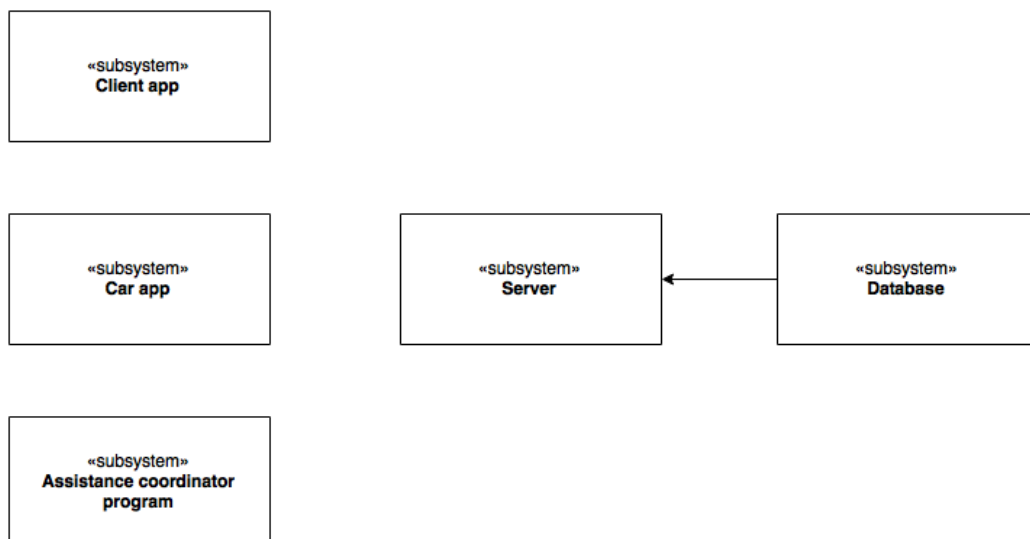 «subsystem»
Client app
«subsystem»
Car app
«subsystem»
Server
«subsystem»
Database
«subsystem»
Assistance coordinator
program